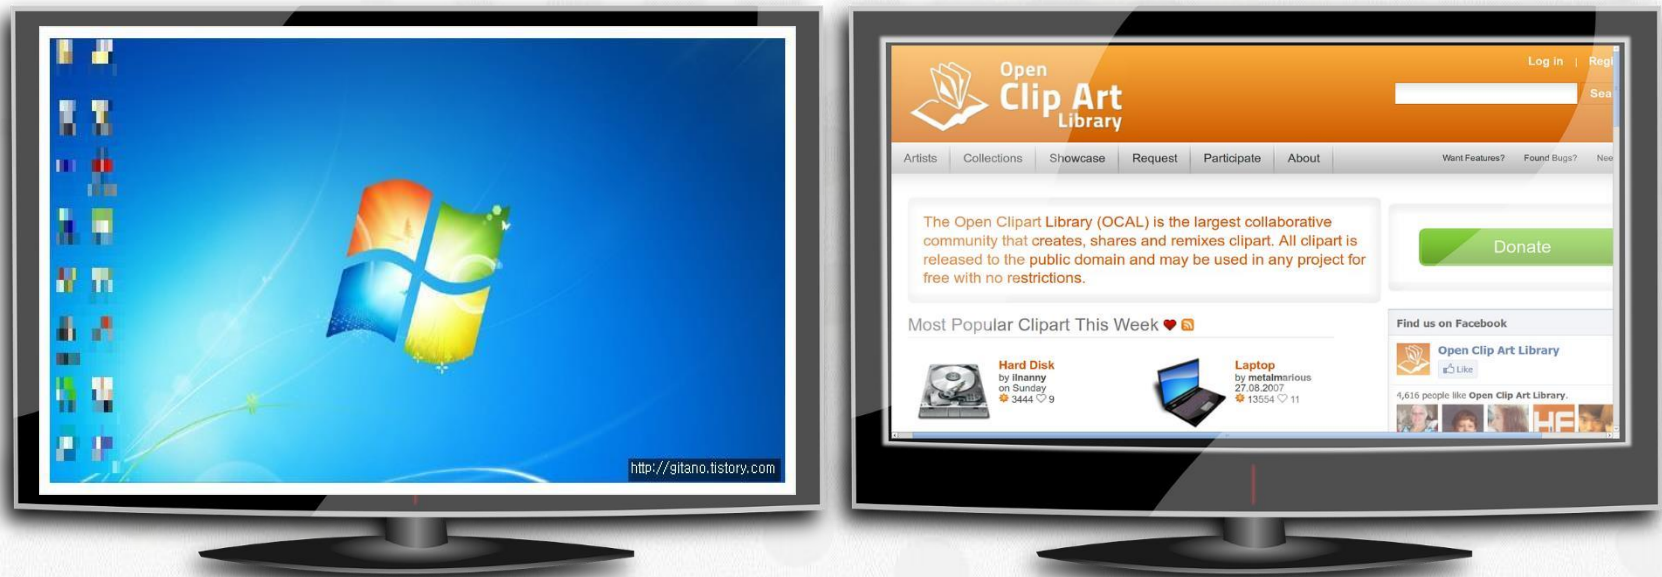 http://gitano.tistory.com
Open
Clip Art
Library
Log in | Regi
Sea
Artists Collections Showcase Request Participate About Want Features? Found Bugs? Nee
The Open Clipart Library (OCAL) is the largest collaborative
community that creates, shares and remixes clipart. All clipart is
released to the public domain and may be used in any project for
free with no restrictions.
Donate
Most Popular Clipart This Week
Hard Disk
by ilnanny
on Sunday
3444 9
Laptop
by metalmarious
27.08.2007
13554 11
Find us on Facebook
Open Clip Art Library
Like
4,616 people like Open Clip Art Library.
HE